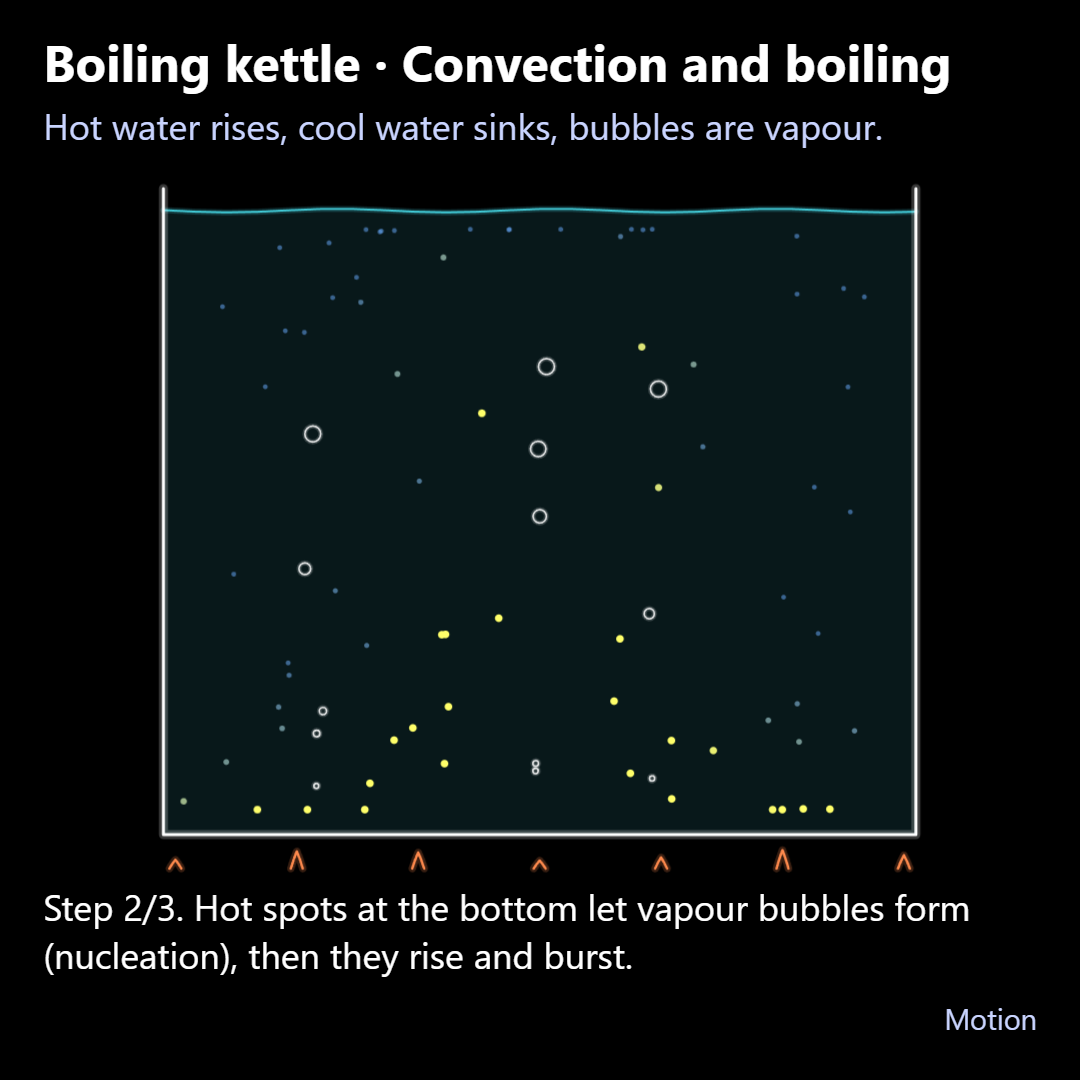 Boiling kettle · Convection and boiling
Hot water rises, cool water sinks, bubbles are vapour.
Step 2/3. Hot spots at the bottom let vapour bubbles form
(nucleation), then they rise and burst.
Motion